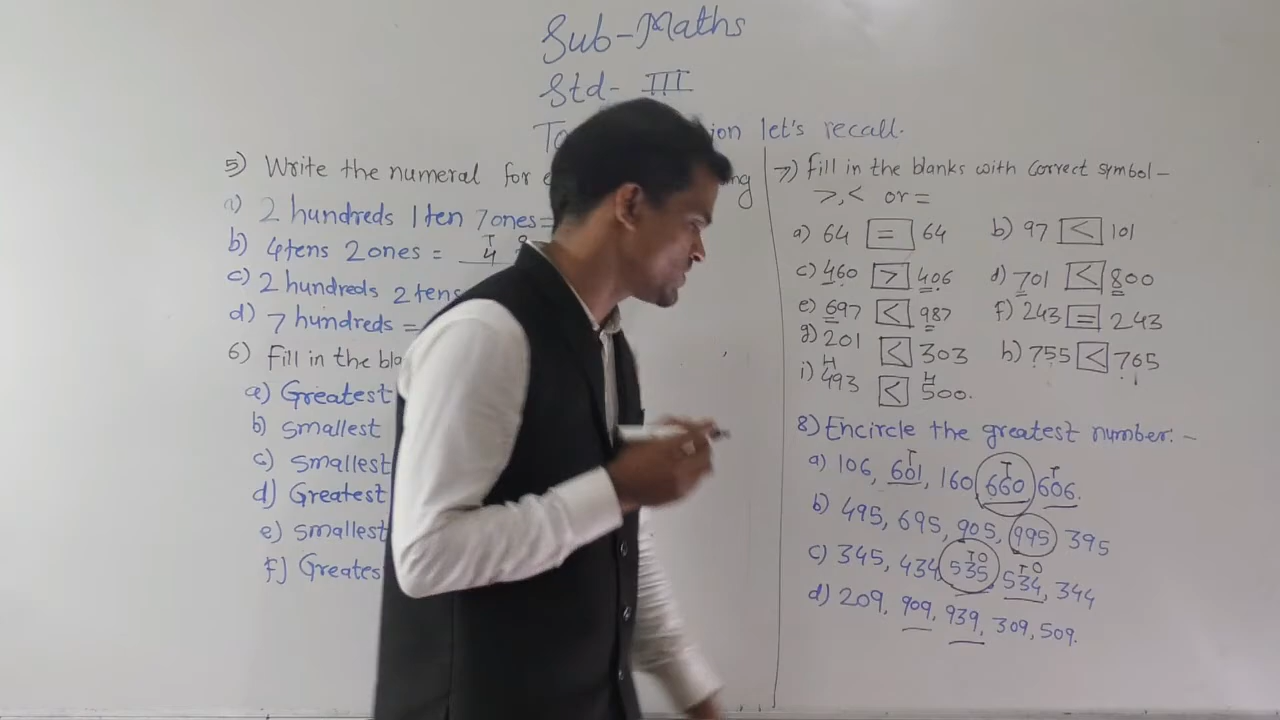 Sub-Maths
Std- III
To ion let's recall.
5) Write the numeral for
a) 2 hundreds 1 ten 7 ones=
b) 4 tens 2 ones = T 4
c) 2 hundreds 2 tens
d) 7 hundreds =
6) Fill in the bla
a) Greatest
b) smallest
c) smallest
d) Greatest
e) smallest
f) Greates
7) Fill in the blanks with correct symbol-
>, < or =
a) 64 = 64 b) 97 < 101
c) 460 > 406 d) 701 < 800
e) 697 < 987 f) 243 = 243
g) 201 < 303 h) 755 < 765
i) H 493 < H 500.
8) Encircle the greatest number:-
a) 106, 601, 160 660 606.
b) 495, 695, 905, 995 395
c) 345, 434 535 534, 344
d) 209, 909, 939, 309, 509.